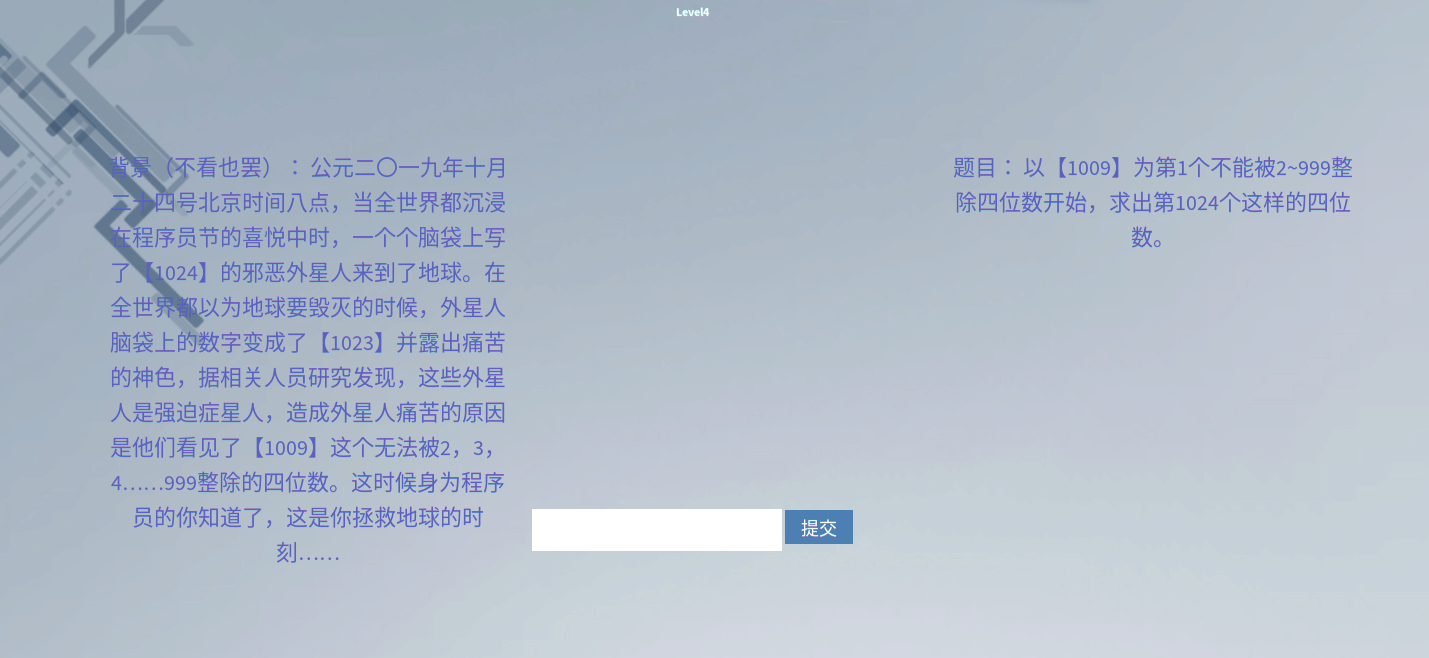 Level4
背景（不看也罢）：公元二〇一九年十月
二十四号北京时间八点，当全世界都沉浸
在程序员节的喜悦中时，一个个脑袋上写
了【1024】的邪恶外星人来到了地球。在
全世界都以为地球要毁灭的时候，外星人
脑袋上的数字变成了【1023】并露出痛苦
的神色，据相关人员研究发现，这些外星
人是强迫症星人，造成外星人痛苦的原因
是他们看见了【1009】这个无法被2，3，
4……999整除的四位数。这时候身为程序
员的你知道了，这是你拯救地球的时
刻……
题目：以【1009】为第1个不能被2~999整
除四位数开始，求出第1024个这样的四位
数。
提交